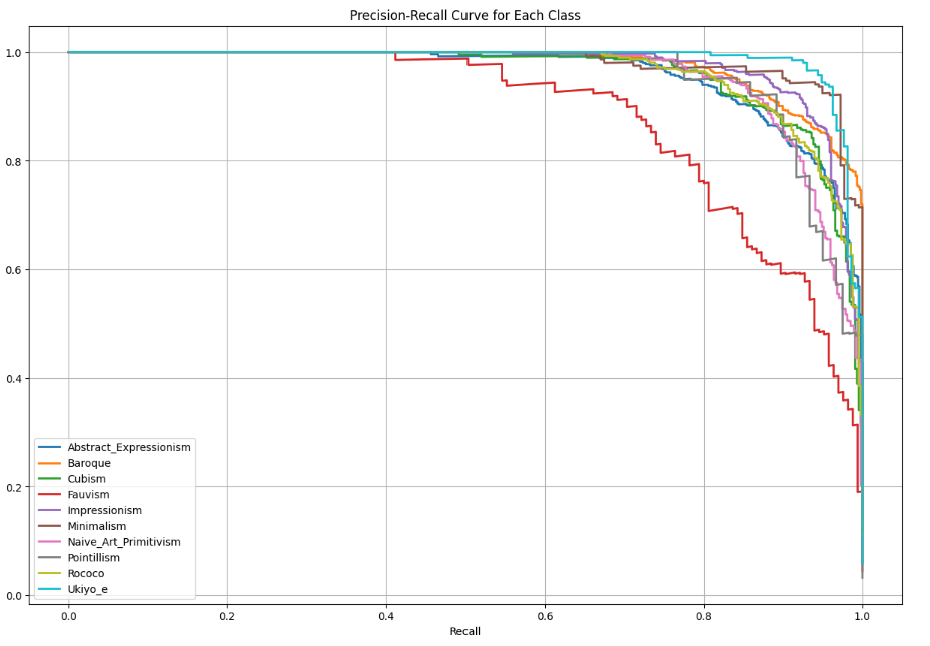 Precision-Recall Curve for Each Class
1.0
0.8
0.6
0.4
0.2
0.0
Abstract_Expressionism
Baroque
Cubism
Fauvism
Impressionism
Minimalism
Naive_Art_Primitivism
Pointillism
Rococo
Ukiyo_e
0.0 0.2 0.4 0.6 0.8 1.0
Recall